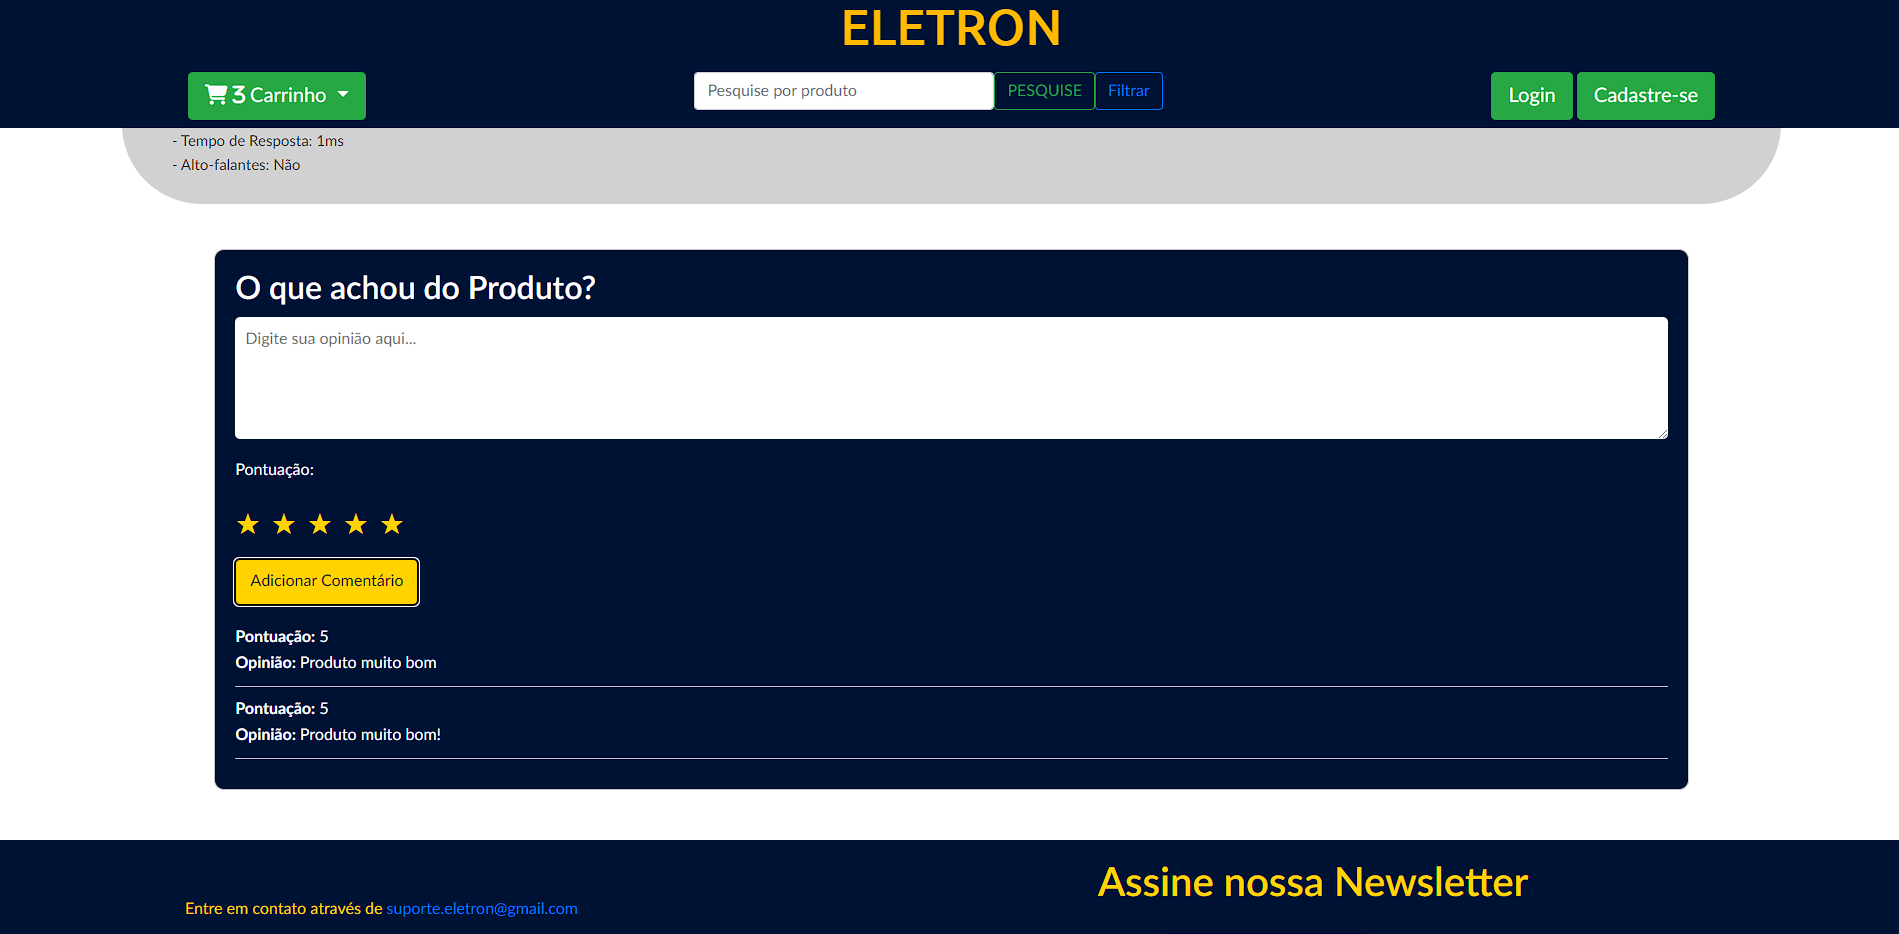 ELETRON
3 Carrinho
Pesquise por produto
PESQUISE
Filtrar
Login
Cadastre-se
- Tempo de Resposta: 1ms
- Alto-falantes: Não
O que achou do Produto?
Digite sua opinião aqui...
Pontuação:
Adicionar Comentário
Pontuação: 5
Opinião: Produto muito bom
Pontuação: 5
Opinião: Produto muito bom!
Assine nossa Newsletter
Entre em contato através de suporte.eletron@gmail.com